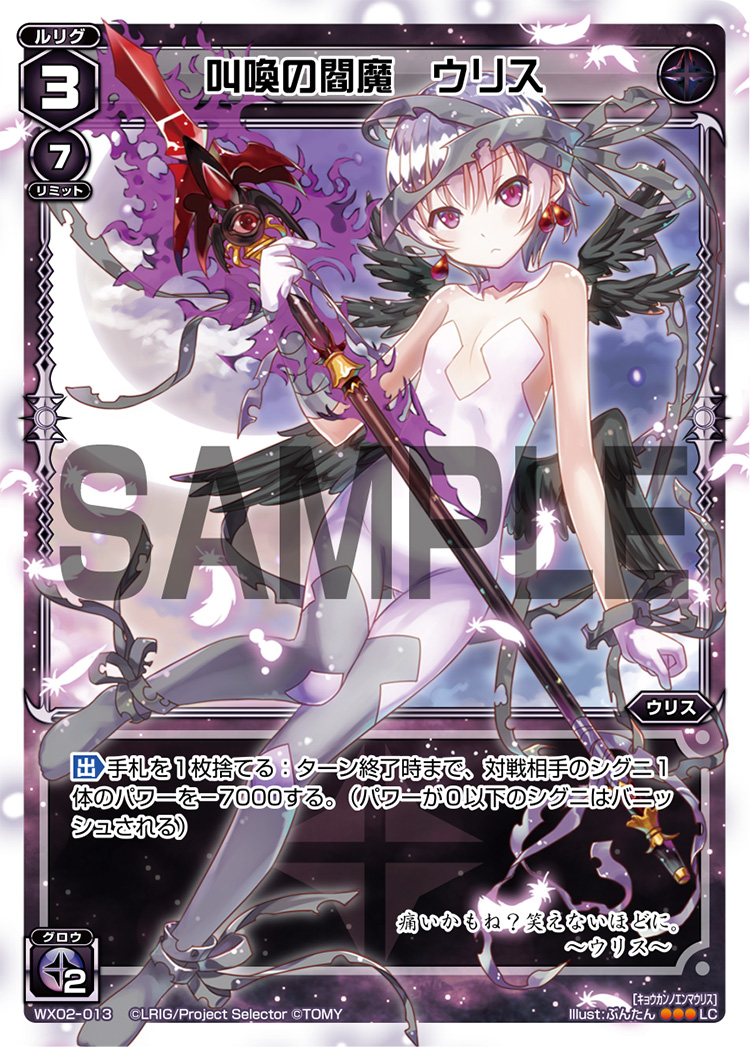 ルリグ
3
叫喚の閻魔 ウリス
7
リミット
SAMPLE
ウリス
出手札を1枚捨てる：ターン終了時まで、対戦相手のシグニ1
体のパワーを－7000する。（パワーが0以下のシグニはバニッ
シュされる）
痛いかもね？笑えないほどに。
～ウリス～
グロウ
2
[キョウカンノエンマウリス]
WX02-013 ©LRIG/Project Selector ©TOMY Illust:ぶんたん LC